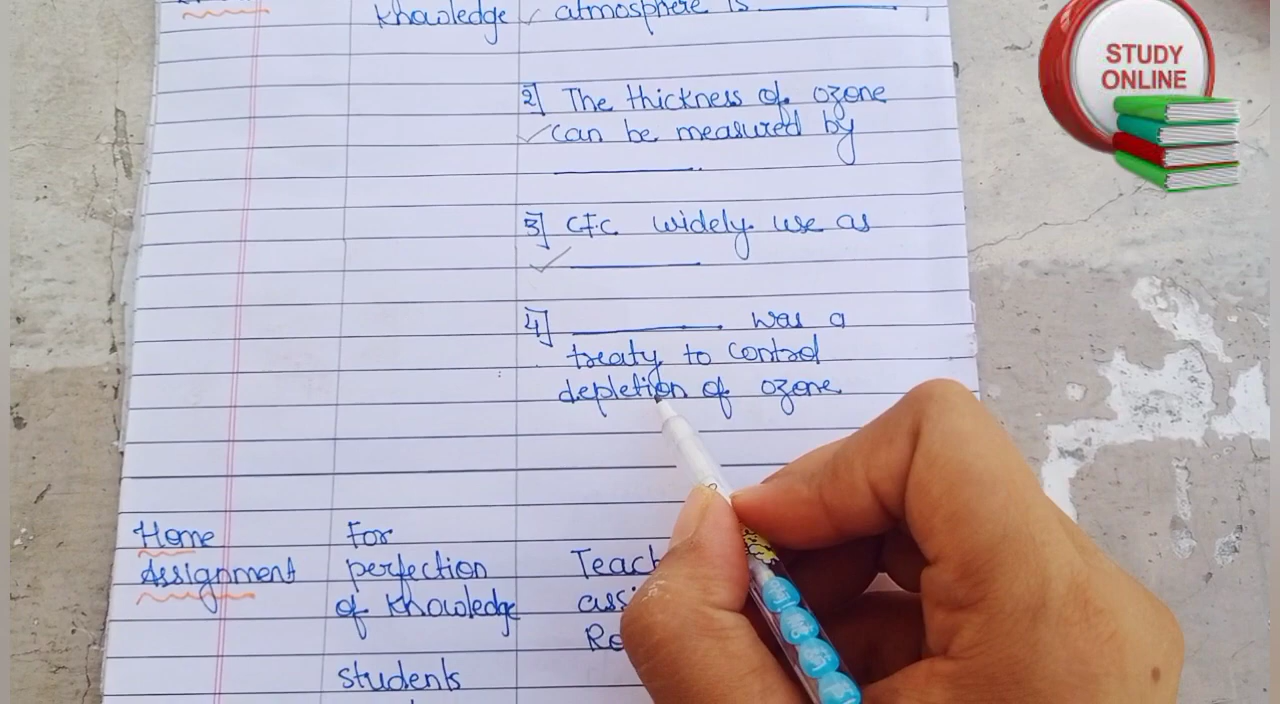 knowledge atmosphere is
2] The thickness of ozone
can be measured by
3] CFC widely use as
4] was a
treaty to control
depletion of ozone
Home For
Assignment perfection
of knowledge
students
STUDY
ONLINE